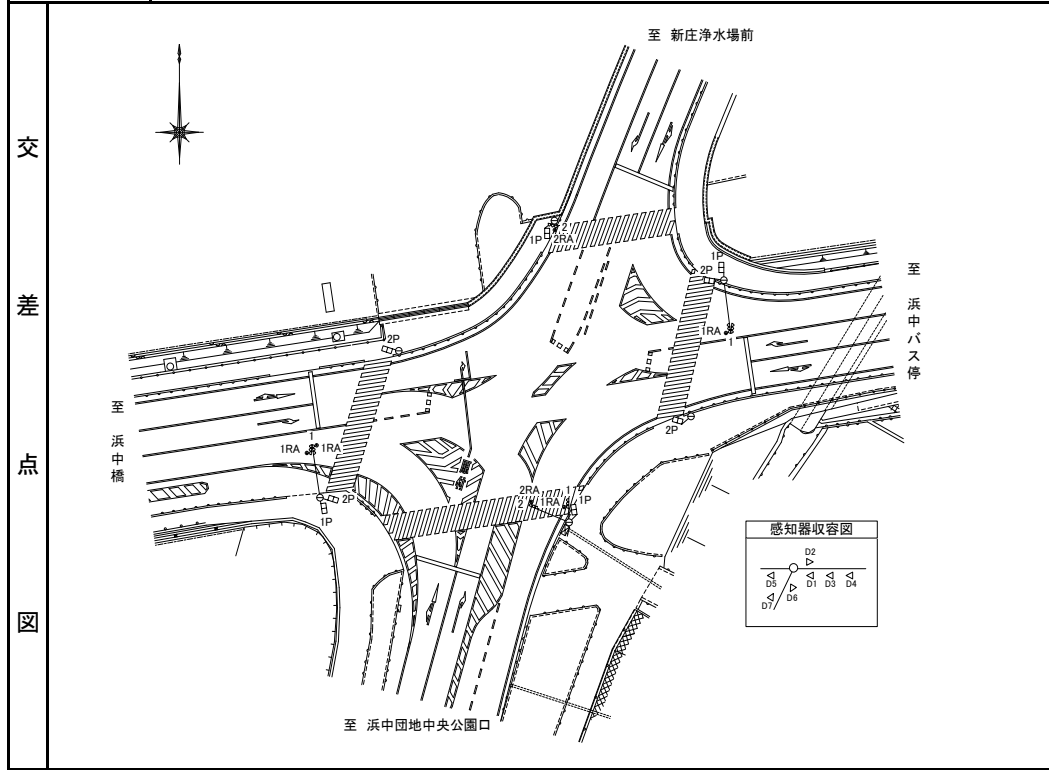 交差点図
至 新庄浄水場前
至 浜中バス停
至 浜中橋
至 浜中団地中央公園口
2
1P
2RA
2P
1P
1RA
1
2P
1
1RA
1RA
2P
1P
2P
2RA
2
1RA
1P
1P
感知器収容図
D2
D5
D1
D3
D4
D7
D6